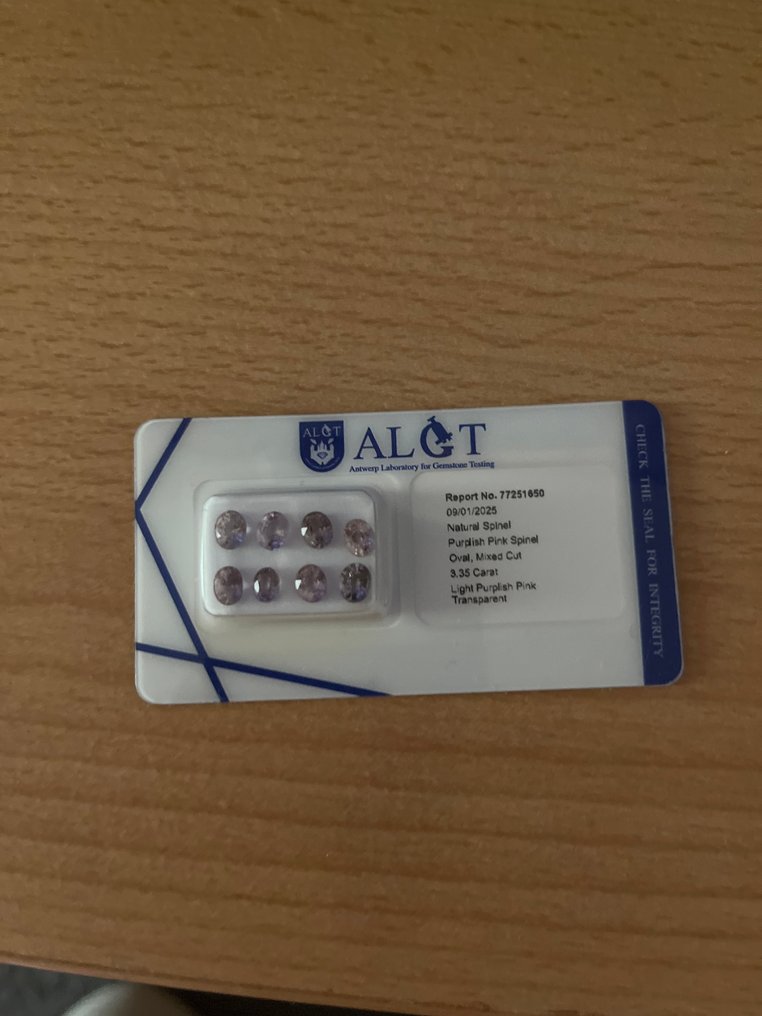 ALGT
ALGT
Antwerp Laboratory for Gemstone Testing
Report No. 77251650
09/01/2025
Natural Spinel
Purplish Pink Spinel
Oval, Mixed Cut
3.35 Carat
Light Purplish Pink
Transparent
CHECK THE SEAL FOR INTEGRITY